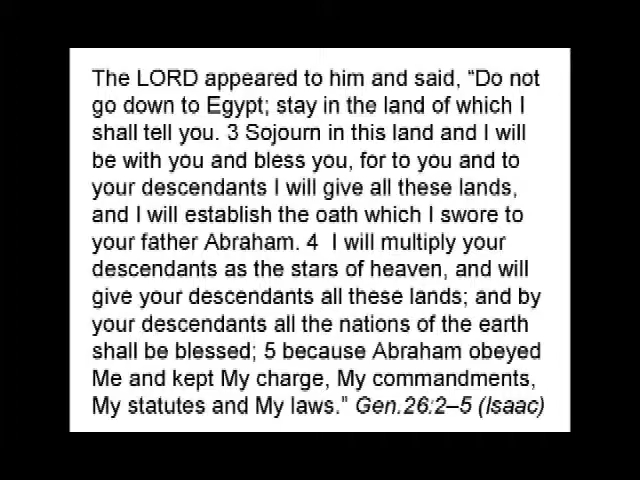 The LORD appeared to him and said, “Do not
go down to Egypt; stay in the land of which I
shall tell you. 3 Sojourn in this land and I will
be with you and bless you, for to you and to
your descendants I will give all these lands,
and I will establish the oath which I swore to
your father Abraham. 4  I will multiply your
descendants as the stars of heaven, and will
give your descendants all these lands; and by
your descendants all the nations of the earth
shall be blessed; 5 because Abraham obeyed
Me and kept My charge, My commandments,
My statutes and My laws.” Gen.26:2–5 (Isaac)